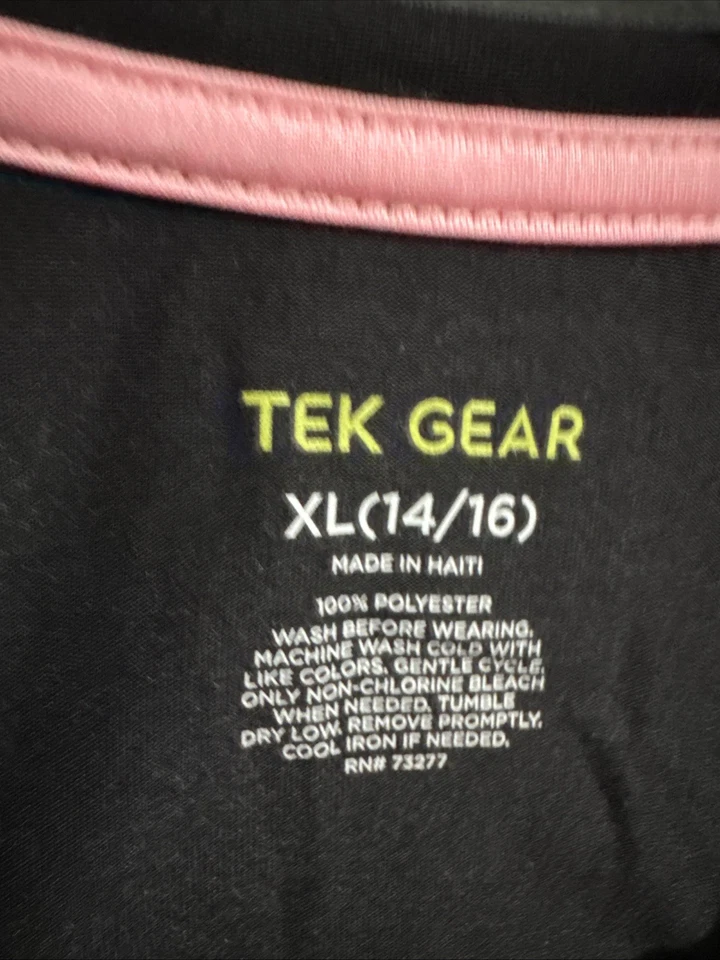 TEK GEAR
XL(14/16)
MADE IN HAITI
100% POLYESTER
WASH BEFORE WEARING.
MACHINE WASH COLD WITH
LIKE COLORS. GENTLE CYCLE.
ONLY NON-CHLORINE BLEACH
WHEN NEEDED. TUMBLE
DRY LOW. REMOVE PROMPTLY.
COOL IRON IF NEEDED.
RN# 73277